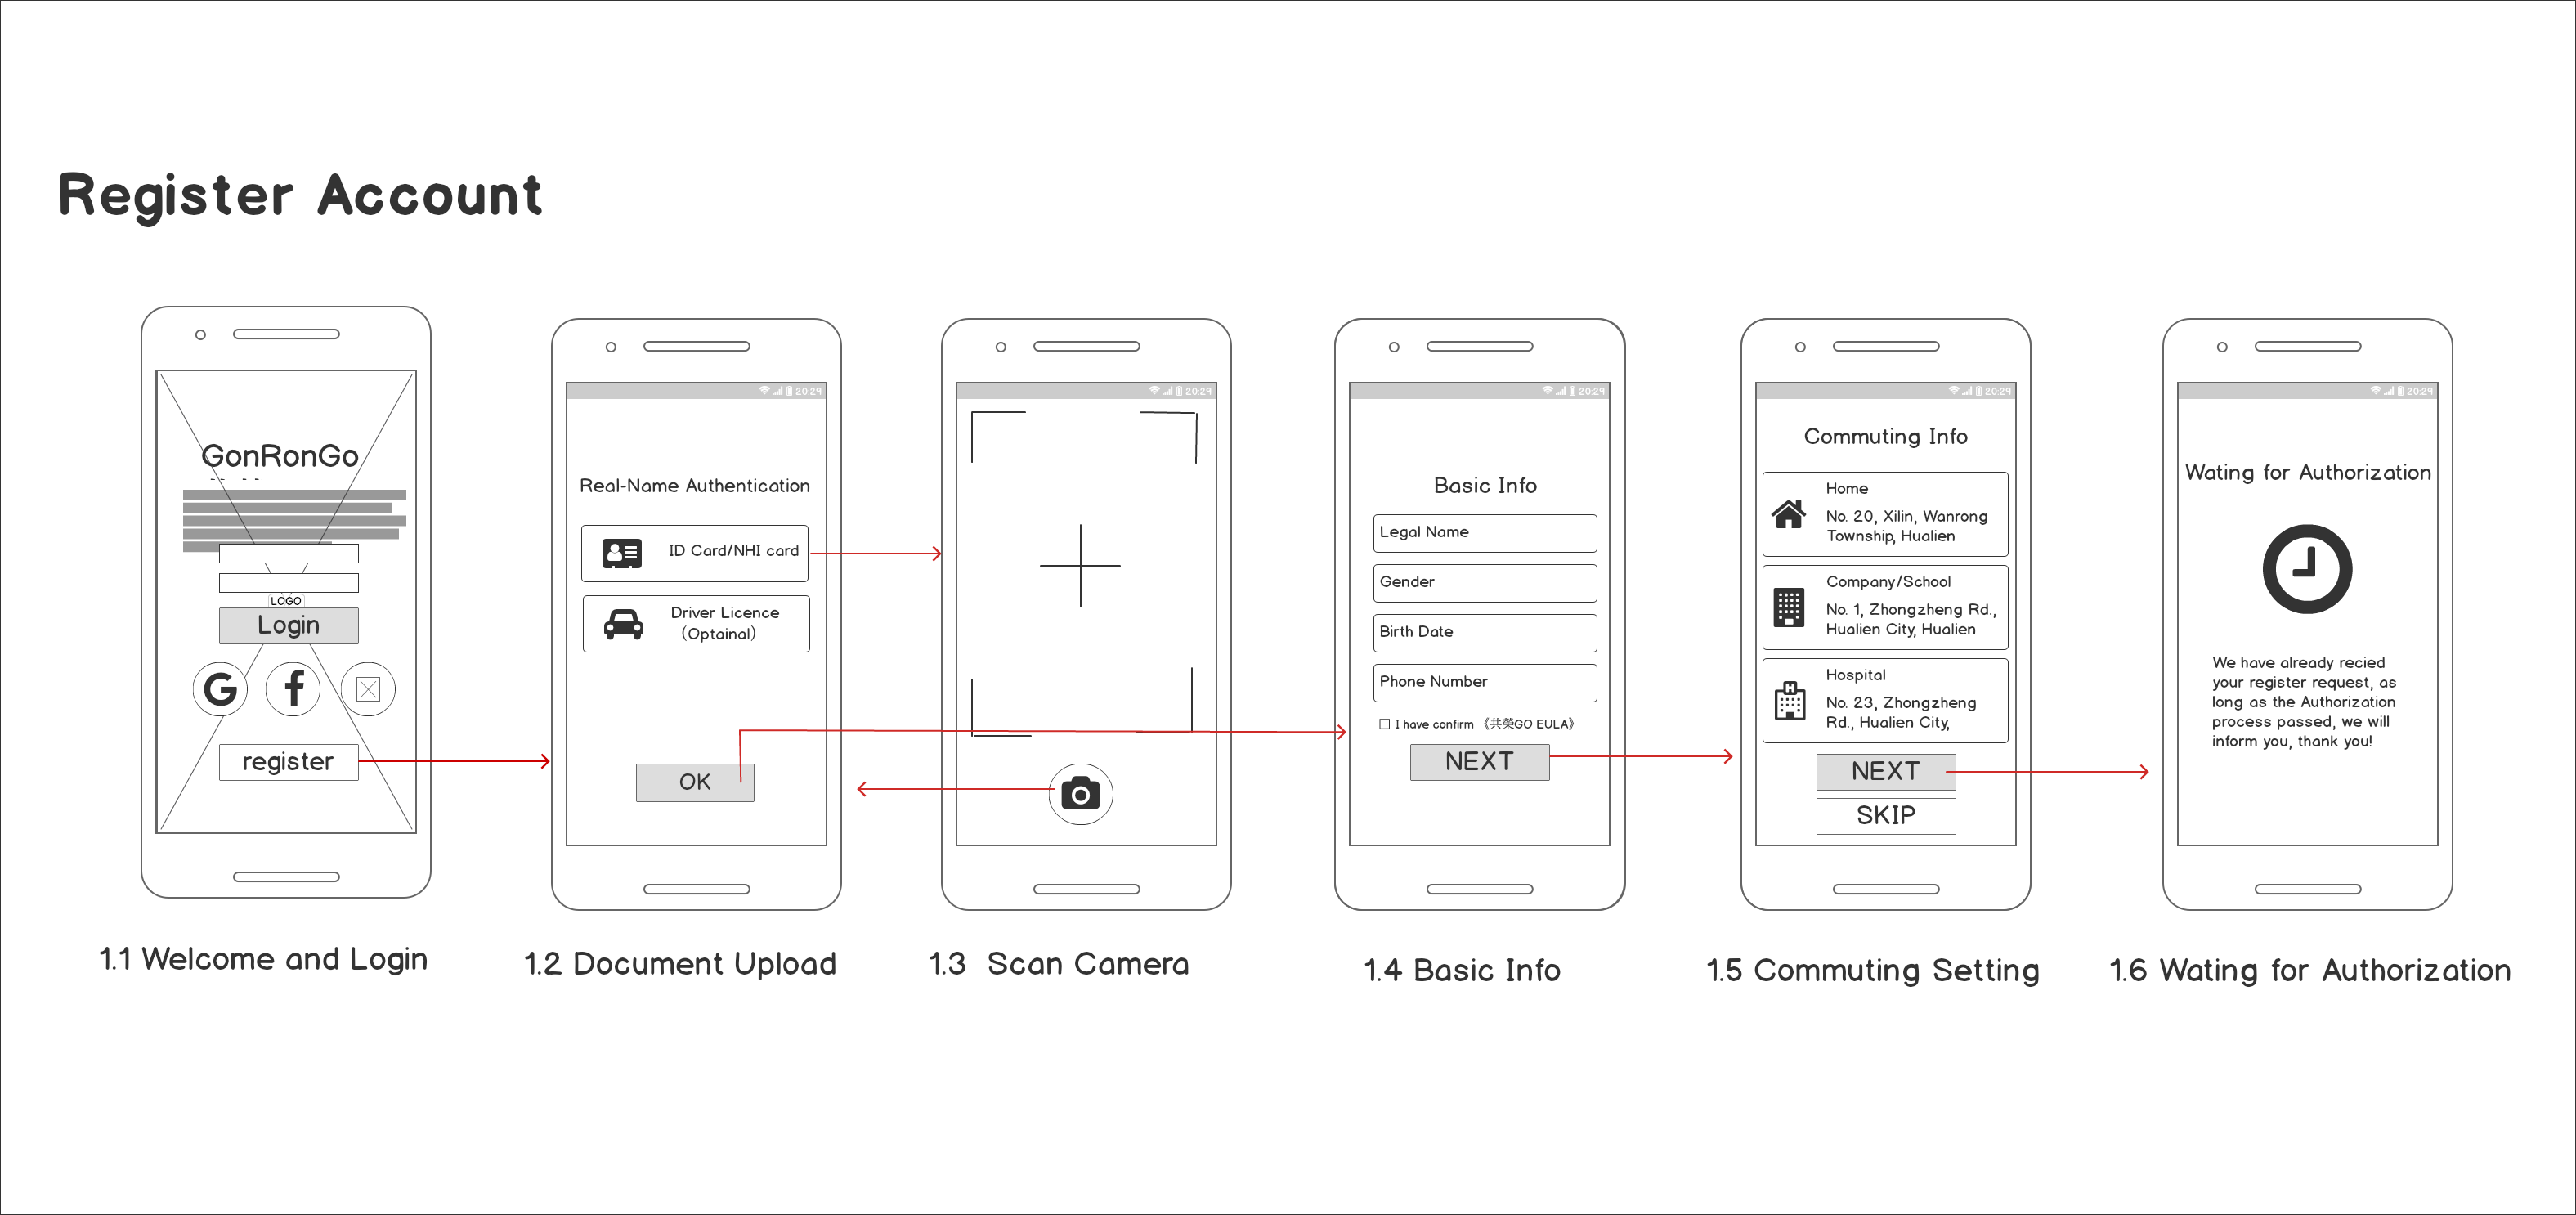 Register Account
GonRonGo
LOGO
Login
register
1.1 Welcome and Login
20:29
Real-Name Authentication
ID Card/NHI card
Driver Licence
(Optainal)
OK
1.2 Document Upload
20:29
1.3 Scan Camera
20:29
Basic Info
Legal Name
Gender
Birth Date
Phone Number
I have confirm 《共榮GO EULA》
NEXT
1.4 Basic Info
20:29
Commuting Info
Home
No. 20, Xilin, Wanrong
Township, Hualien
Company/School
No. 1, Zhongzheng Rd.,
Hualien City, Hualien
Hospital
No. 23, Zhongzheng
Rd., Hualien City,
NEXT
SKIP
1.5 Commuting Setting
20:29
Wating for Authorization
We have already recied
your register request, as
long as the Authorization
process passed, we will
inform you, thank you!
1.6 Wating for Authorization